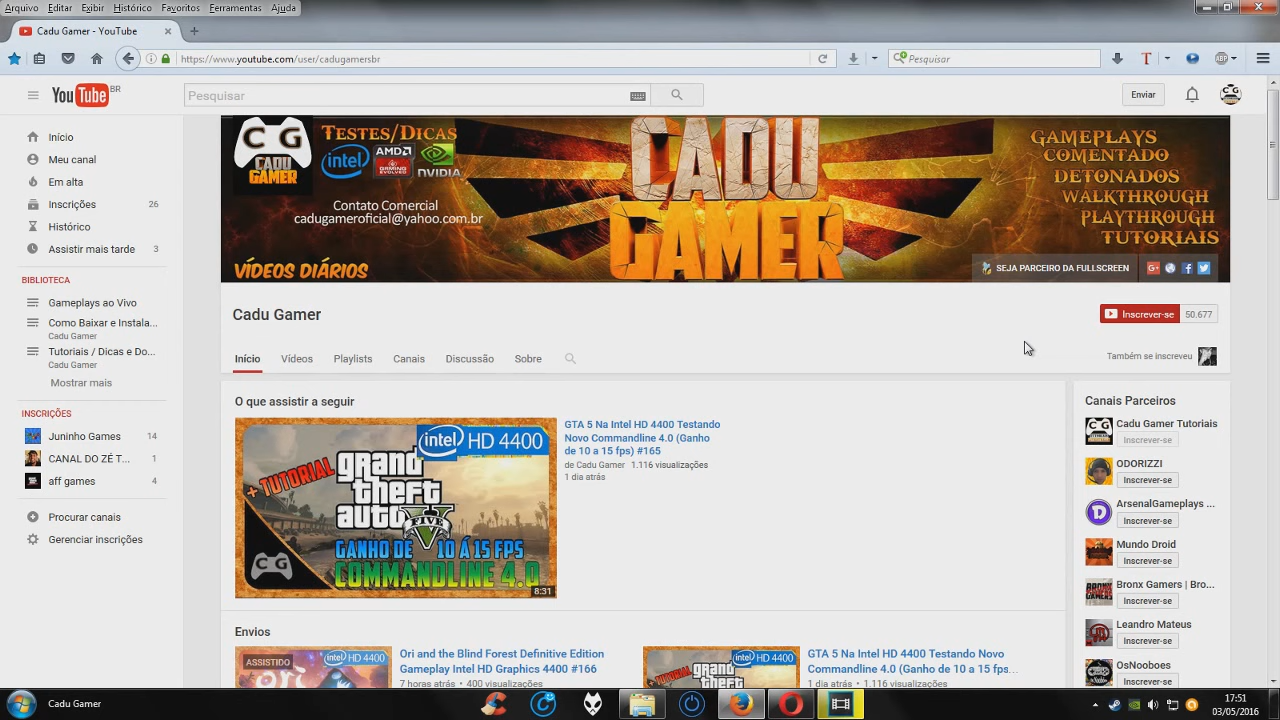 Arquivo Editar Exibir Histórico Favoritos Ferramentas Ajuda
Cadu Gamer - YouTube
https://www.youtube.com/user/cadugamersbr
Pesquisar
YouTube BR
Pesquisar
Enviar
Início
Meu canal
Em alta
Inscrições 26
Histórico
Assistir mais tarde 3
BIBLIOTECA
Gameplays ao Vivo
Como Baixar e Instala...
Cadu Gamer
Tutoriais / Dicas e Do...
Cadu Gamer
Mostrar mais
INSCRIÇÕES
Juninho Games 14
CANAL DO ZÉ T... 1
aff games 4
Procurar canais
Gerenciar inscrições
CG
CADU
GAMER
TESTES/DICAS
intel AMD GAMING EVOLVED NVIDIA
Contato Comercial
cadugameroficial@yahoo.com.br
VÍDEOS DIÁRIOS
CADU
GAMER
GAMEPLAYS
COMENTADO
DETONADOS
WALKTHROUGH
PLAYTHROUGH
TUTORIAIS
SEJA PARCEIRO DA FULLSCREEN
Cadu Gamer
Inscrever-se 50.677
Início Vídeos Playlists Canais Discussão Sobre
Também se inscreveu
O que assistir a seguir
intel HD 4400
+ TUTORIAL
grand
theft
auto
FIVE
GANHO DE 10 Á 15 FPS
COMMANDLINE 4.0
CG
8:31
GTA 5 Na Intel HD 4400 Testando
Novo Commandline 4.0 (Ganho
de 10 a 15 fps) #165
de Cadu Gamer 1.116 visualizações
1 dia atrás
Envios
ASSISTIDO
intel HD 4400
Ori and the Blind Forest Definitive Edition
Gameplay Intel HD Graphics 4400 #166
7 horas atrás • 400 visualizações
intel HD 4400
grand
GTA 5 Na Intel HD 4400 Testando Novo
Commandline 4.0 (Ganho de 10 a 15 fps...
1 dia atrás • 1.116 visualizações
Canais Parceiros
Cadu Gamer Tutoriais
Inscrever-se
ODORIZZI
Inscrever-se
ArsenalGameplays ...
Inscrever-se
Mundo Droid
Inscrever-se
Bronx Gamers | Bro...
Inscrever-se
Leandro Mateus
Inscrever-se
OsNooboes
Inscrever-se
Cadu Gamer
17:51
03/05/2016